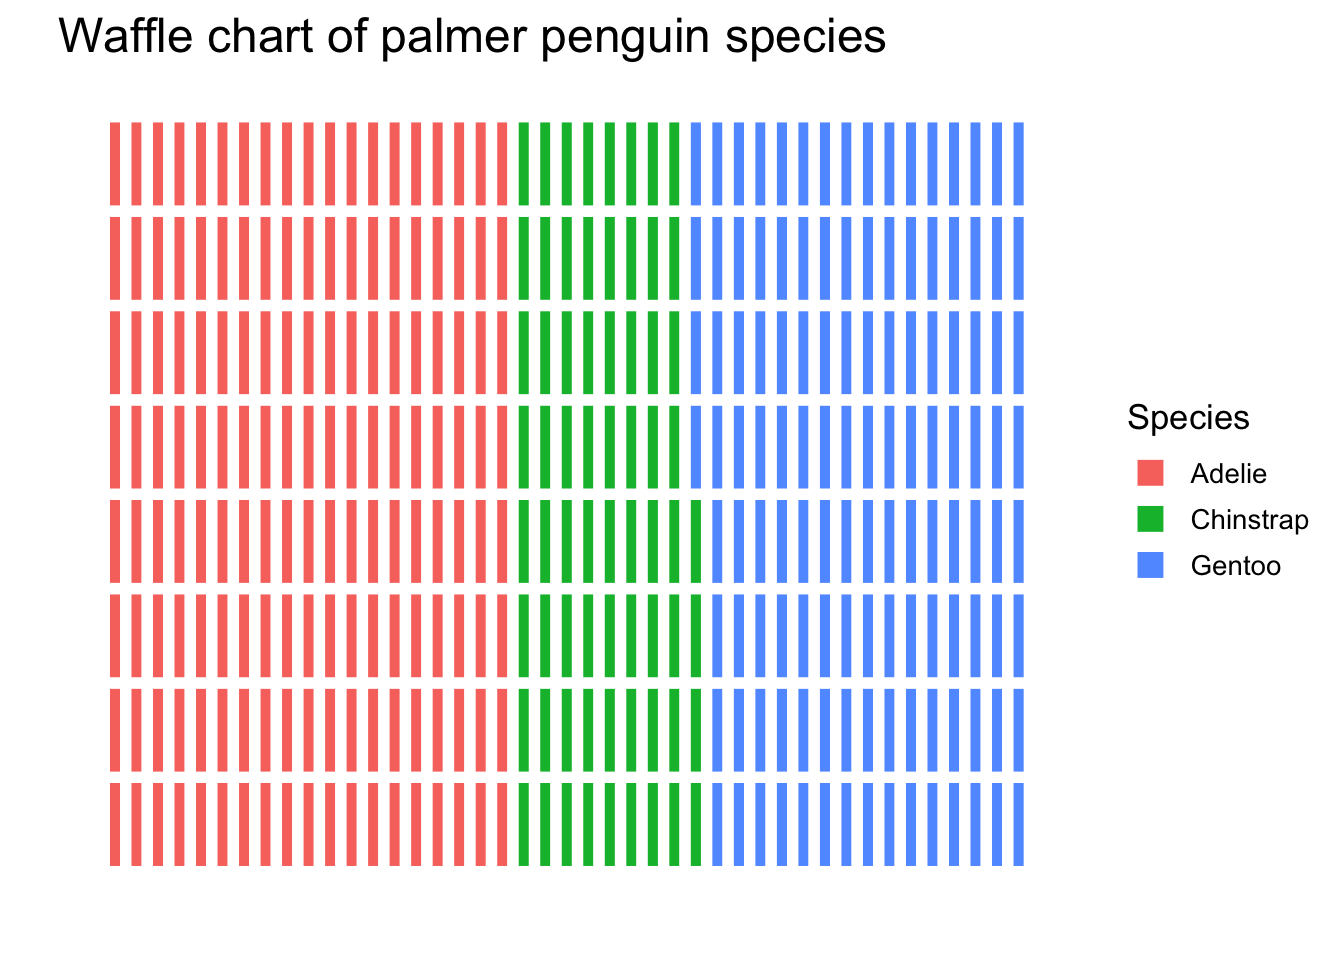 Waffle chart of palmer penguin species
Species
Adelie
Chinstrap
Gentoo